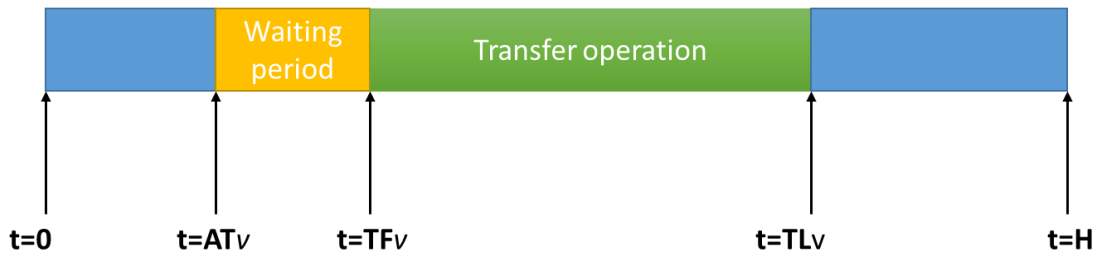 Waiting
period
Transfer operation
t=0
t=ATv
t=TFv
t=TLv
t=H